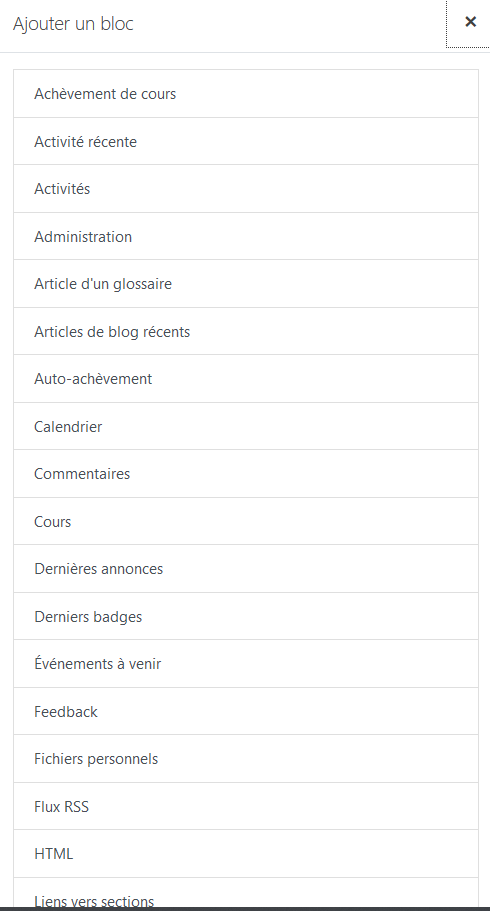 Ajouter un bloc
Achèvement de cours
Activité récente
Activités
Administration
Article d'un glossaire
Articles de blog récents
Auto-achèvement
Calendrier
Commentaires
Cours
Dernières annonces
Derniers badges
Événements à venir
Feedback
Fichiers personnels
Flux RSS
HTML
Liens vers sections